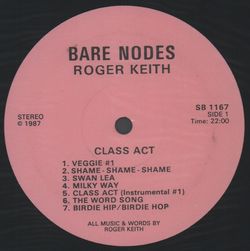 BARE NODES
ROGER KEITH
STEREO
© 1987
SB 1167
SIDE 1
Time: 22:00
CLASS ACT
1. VEGGIE #1
2. SHAME - SHAME - SHAME
3. SWAN LEA
4. MILKY WAY
5. CLASS ACT (Instrumental #1)
6. THE WORD SONG
7. BIRDIE HIP/BIRDIE HOP
ALL MUSIC & WORDS BY
ROGER KEITH